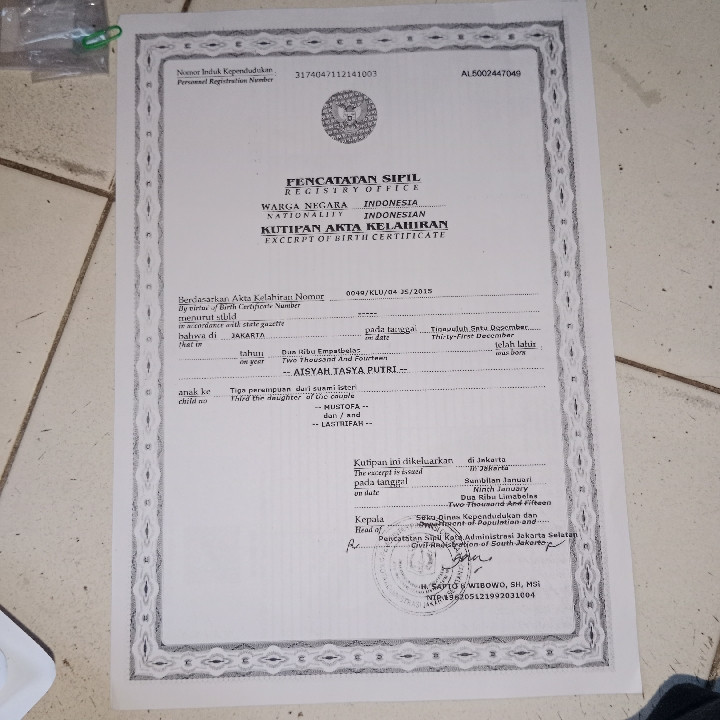 Nomor Induk Kependudukan 3174047112141003 AL5002447049
Personnel Registration Number
PENCATATAN SIPIL
REGISTRY OFFICE
WARGA NEGARA INDONESIA
NATIONALITY INDONESIAN
KUTIPAN AKTA KELAHIRAN
EXCERPT OF BIRTH CERTIFICATE
Berdasarkan Akta Kelahiran Nomor 0049/KLU/04 JS/2015
By virtue of Birth Certificate Number
menurut stbld -----
in accordance with state gazette
bahwa di JAKARTA pada tanggal Tigapuluh Satu Desember
that in on date Thirty-First December
tahun Dua Ribu Empatbelas telah lahir
on year Two Thousand And Fourteen was born
-- AISYAH TASYA PUTRI --
anak ke Tiga perempuan dari suami isteri
child no Third the daughter of the couple
-- MUSTOFA --
dan / and
-- LASTRIFAH --
Kutipan ini dikeluarkan di Jakarta
The excerpt is issued in Jakarta
pada tanggal Sembilan Januari
on date Ninth January
Dua Ribu Limabelas
Two Thousand And Fifteen
Kepala Suku Dinas Kependudukan dan
Head of Department of Population and
Pencatatan Sipil Kota Administrasi Jakarta Selatan
Civil Registration of South Jakarta
H. SAPTO B WIBOWO, SH, MSi
NIP.196205121992031004